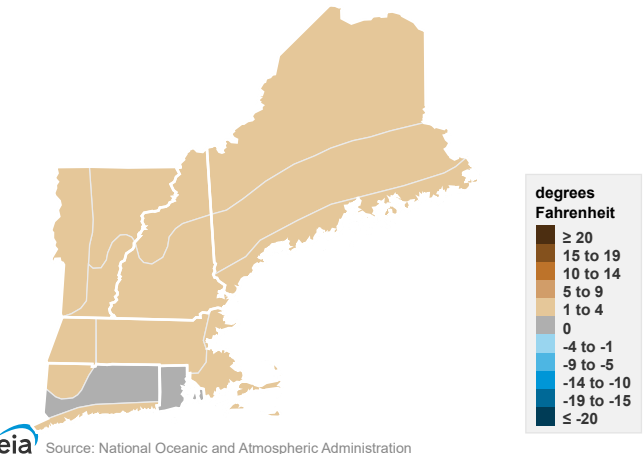 degrees
Fahrenheit
≥ 20
15 to 19
10 to 14
5 to 9
1 to 4
0
-4 to -1
-9 to -5
-14 to -10
-19 to -15
≤ -20
eia Source: National Oceanic and Atmospheric Administration